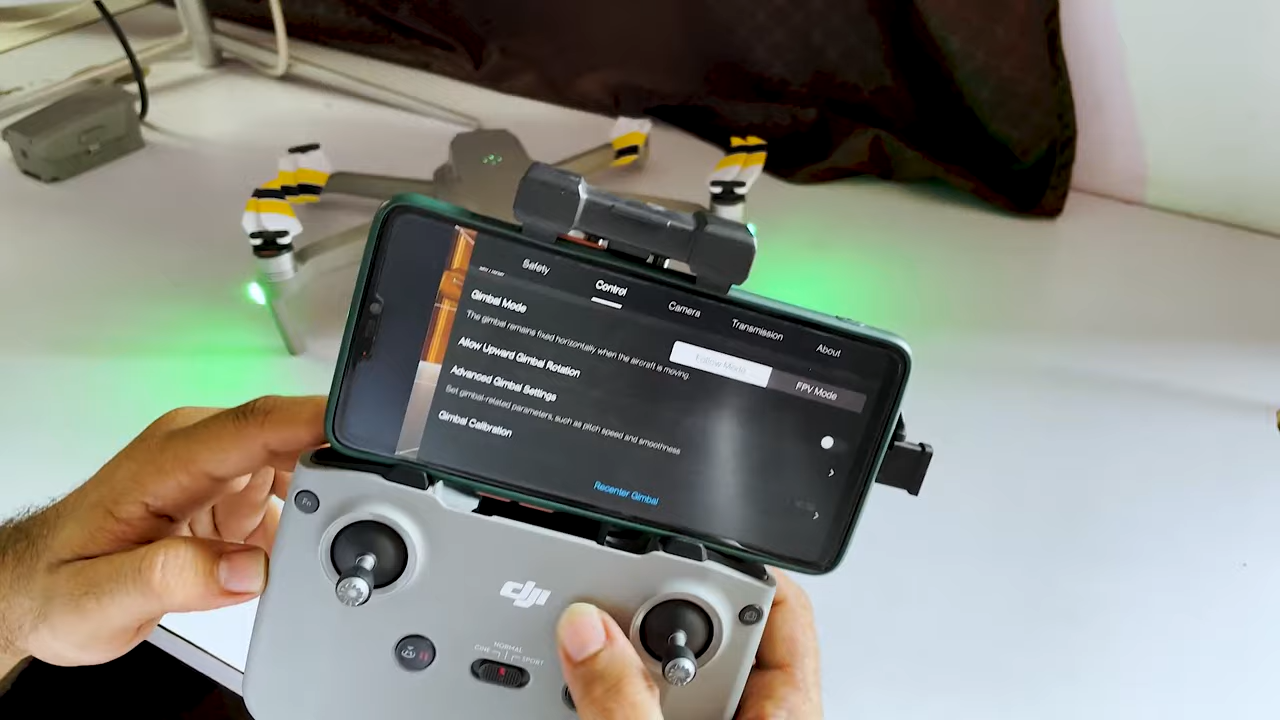 Safety
Control
Camera
Transmission
About
Gimbal Mode
The gimbal remains fixed horizontally when the aircraft is moving.
Follow Mode
FPV Mode
Allow Upward Gimbal Rotation
Advanced Gimbal Settings
Set gimbal-related parameters, such as pitch speed and smoothness
Gimbal Calibration
Recenter Gimbal
Fn
dji
CINE
NORMAL
SPORT